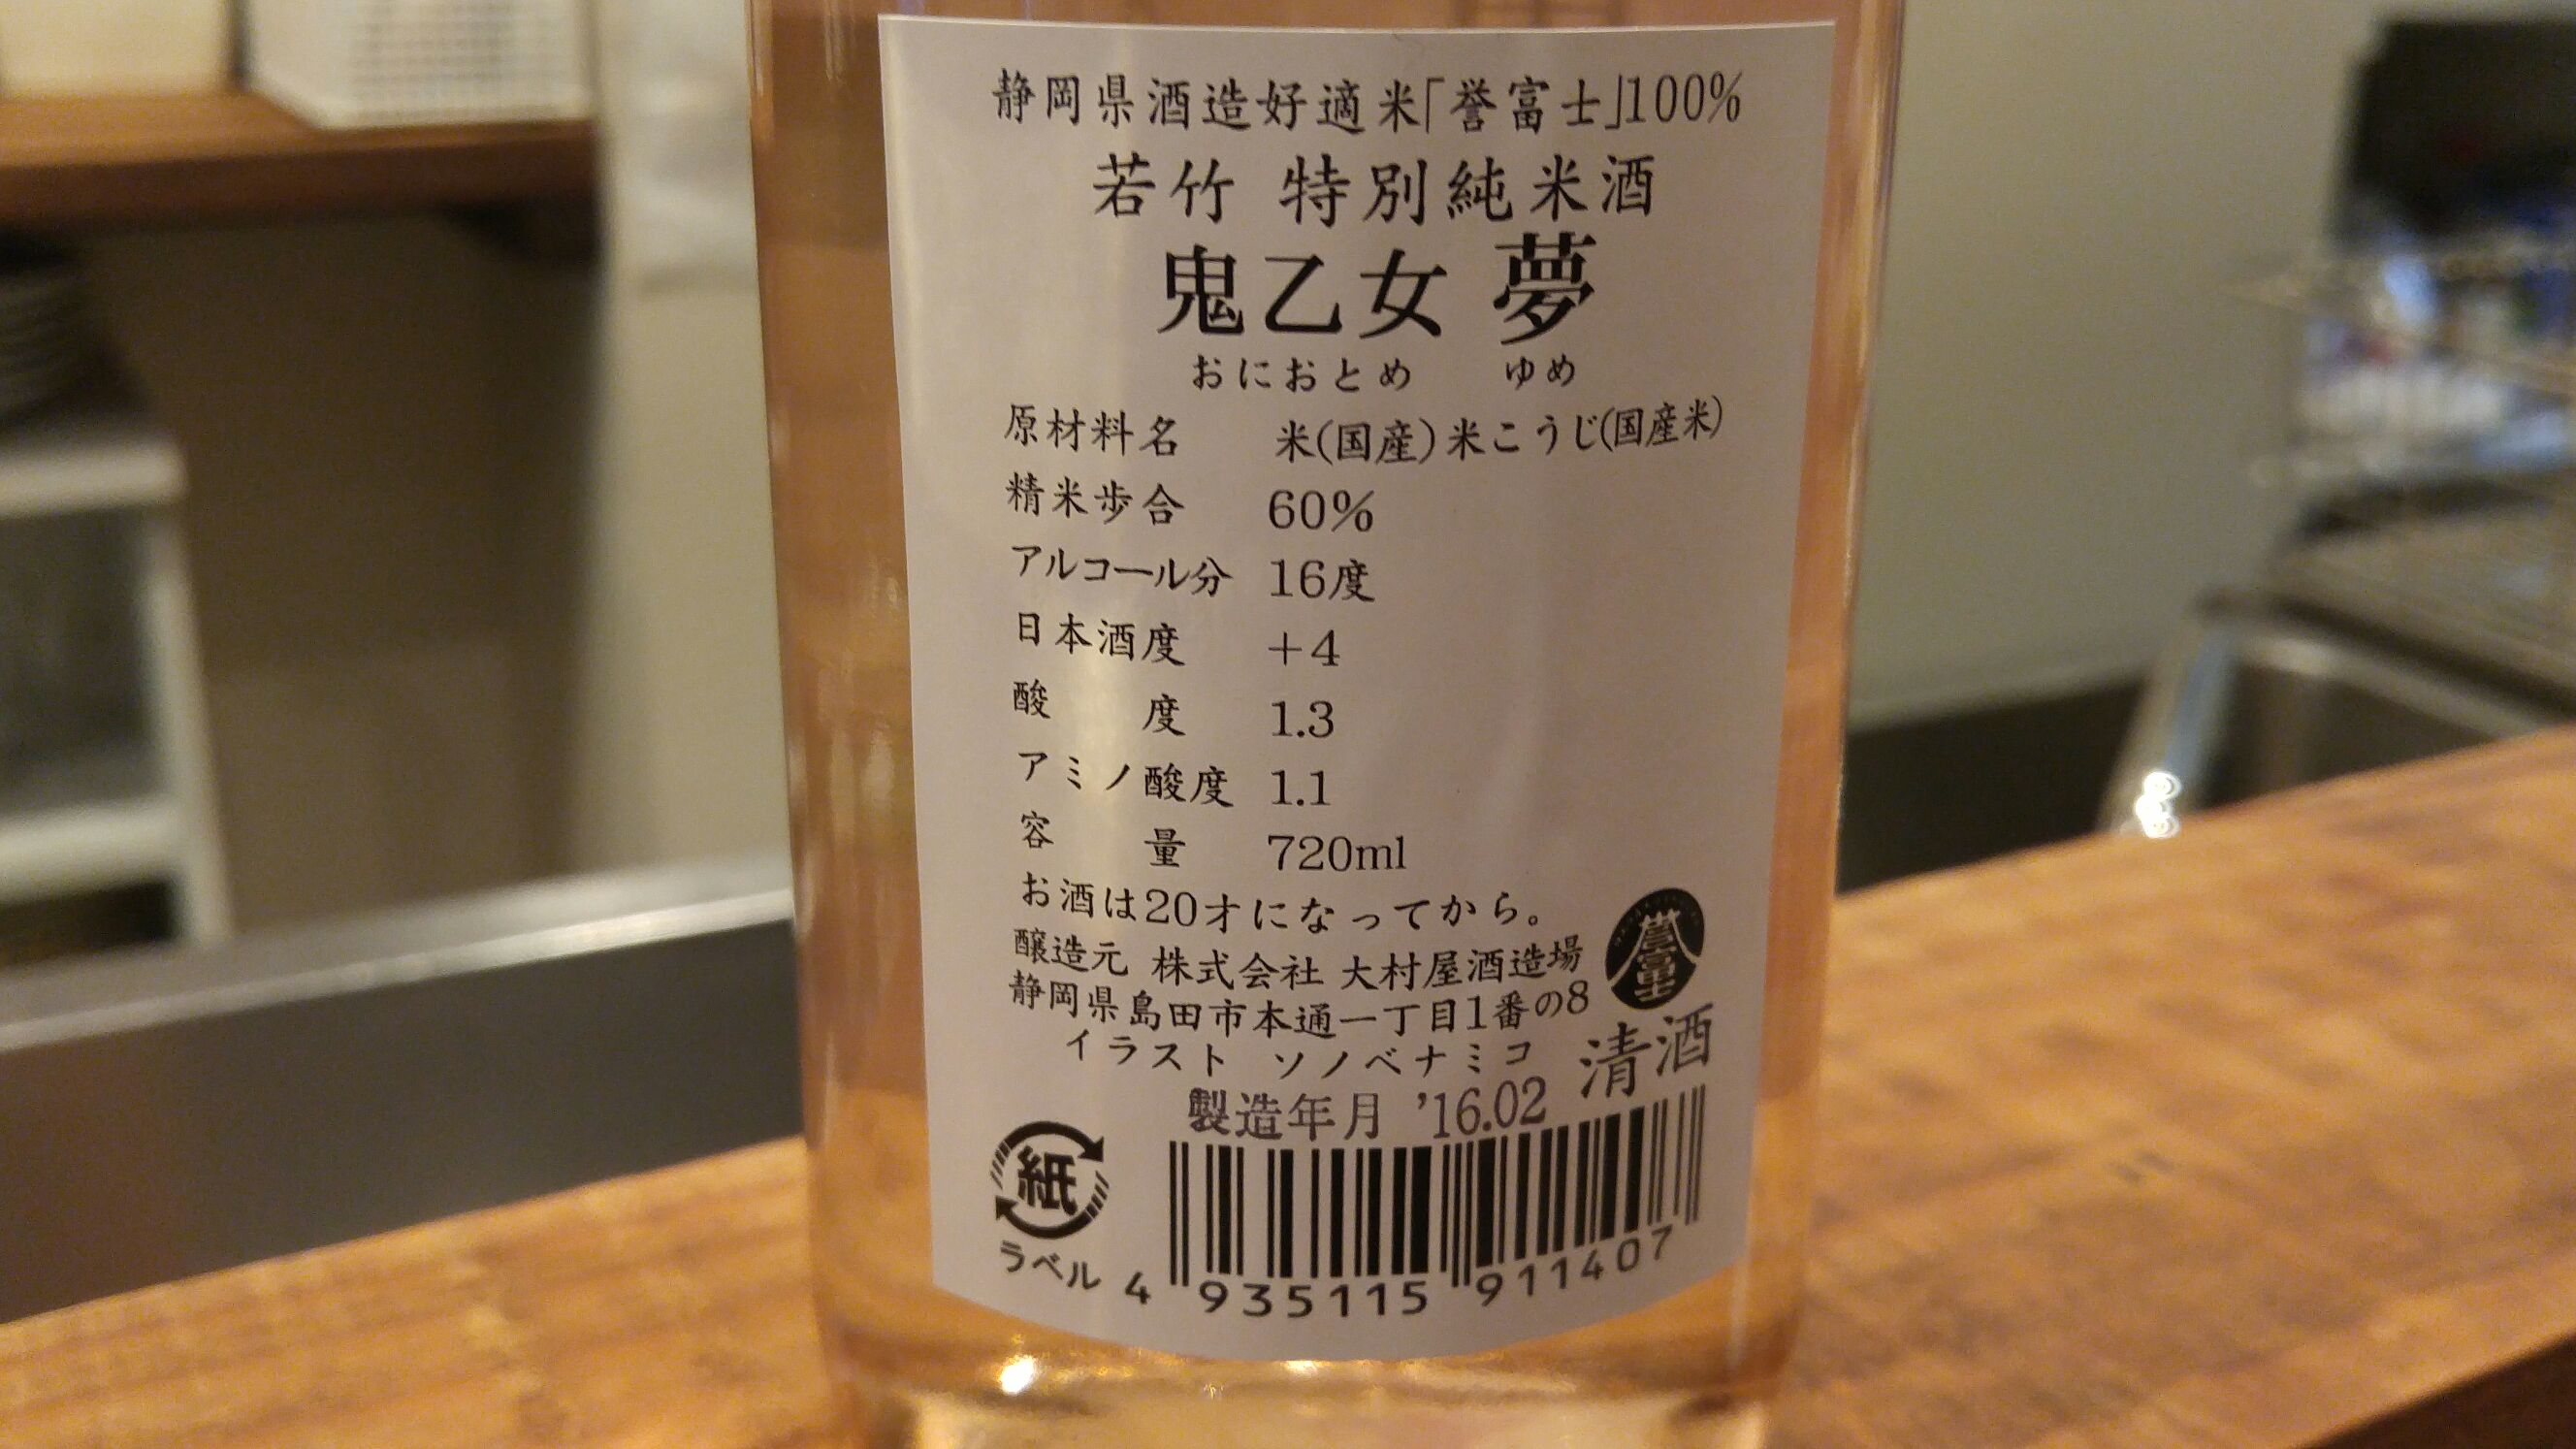 静岡県酒造好適米「誉富士」100%
若竹 特別純米酒
鬼乙女 夢
おにおとめ ゆめ
原材料名 米(国産)米こうじ(国産米)
精米歩合 60%
アルコール分 16度
日本酒度 +4
酸度 1.3
アミノ酸度 1.1
容量 720ml
お酒は20才になってから。
醸造元 株式会社 大村屋酒造場
静岡県島田市本通一丁目1番の8
誉富士
イラスト ソノベナミコ
清酒
製造年月 '16.02
紙
ラベル
4 935115 911407